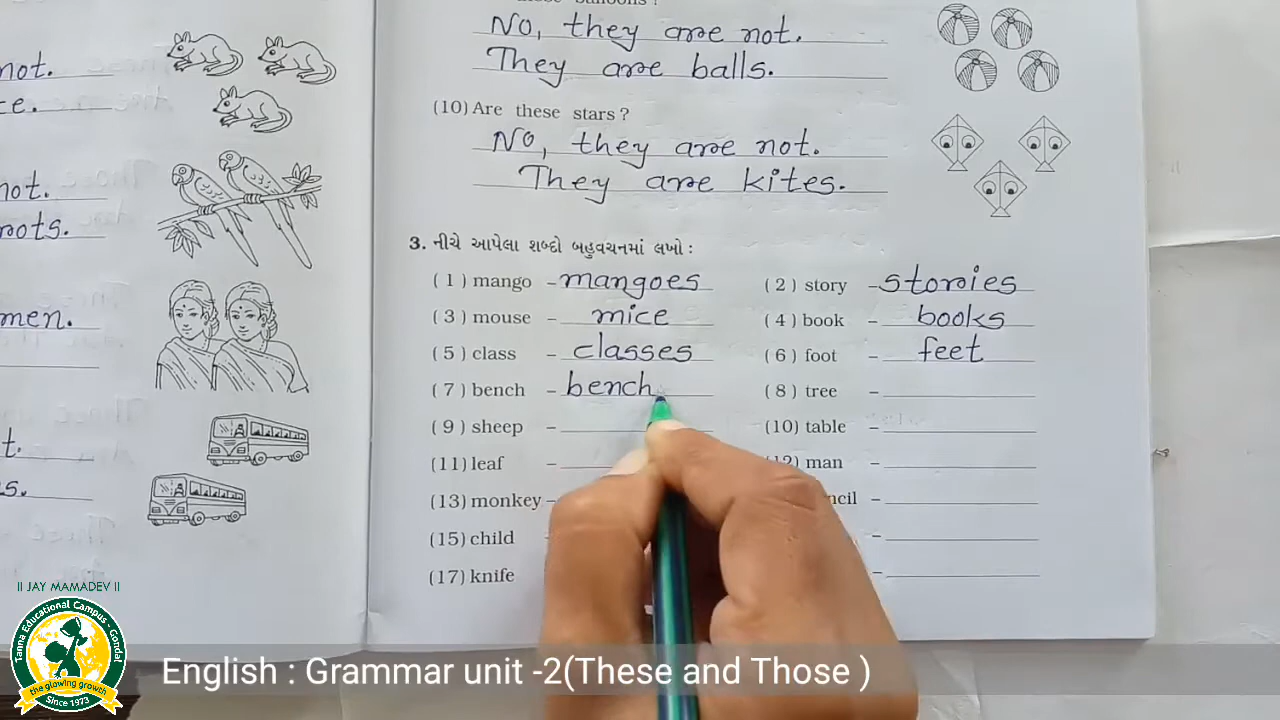 not.
ce.
not.
rots.
men.
t.
s.
No, they are not.
They are balls.
(10) Are these stars ?
No, they are not.
They are kites.
3. નીચે આપેલા શબ્દો બહુવચનમાં લખો :
(1) mango - mangoes (2) story - stories
(3) mouse - mice (4) book - books
(5) class - classes (6) foot - feet
(7) bench - bench (8) tree -
(9) sheep - (10) table -
(11) leaf - (12) man -
(13) monkey - ncil -
(15) child -
(17) knife -
॥ JAY MAMADEV ॥
Tanna Educational Campus - Gondal
the glowing growth
Since 1973
English : Grammar unit -2(These and Those )